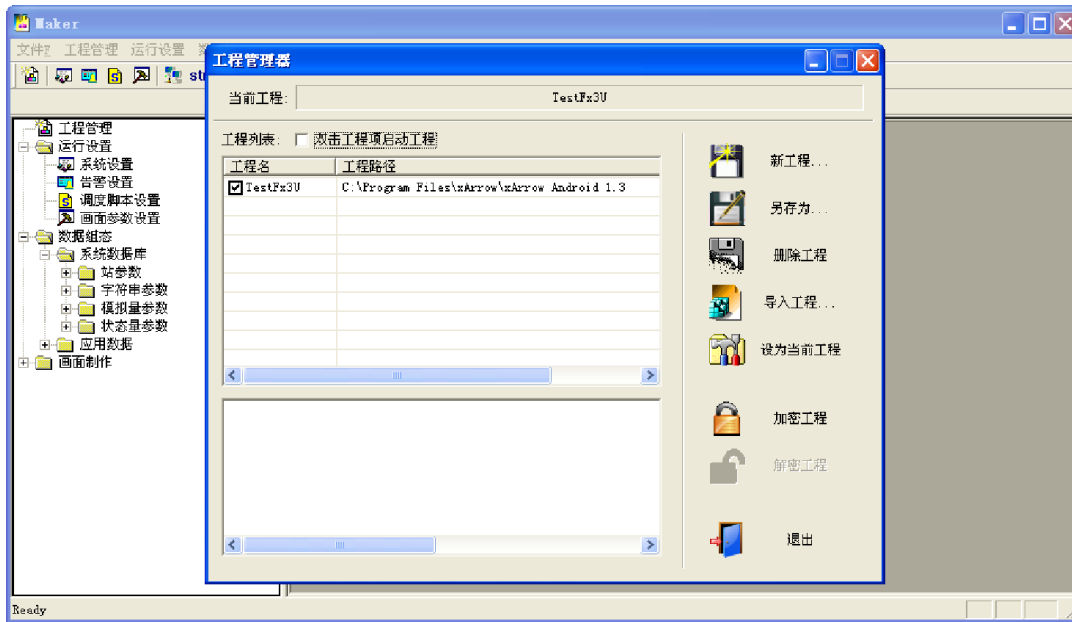 Maker
文件 工程管理 运行设置
工程管理器
当前工程: TestFx3U
工程列表: 双击工程项启动工程
工程名 工程路径
TestFx3U C:\Program Files\xArrow\xArrow Android 1.3
新工程...
另存为...
删除工程
导入工程...
设为当前工程
加密工程
解密工程
退出
工程管理
运行设置
系统设置
告警设置
调度脚本设置
画面参数设置
数据组态
系统数据库
站参数
字符串参数
模拟量参数
状态量参数
应用数据
画面制作
Ready